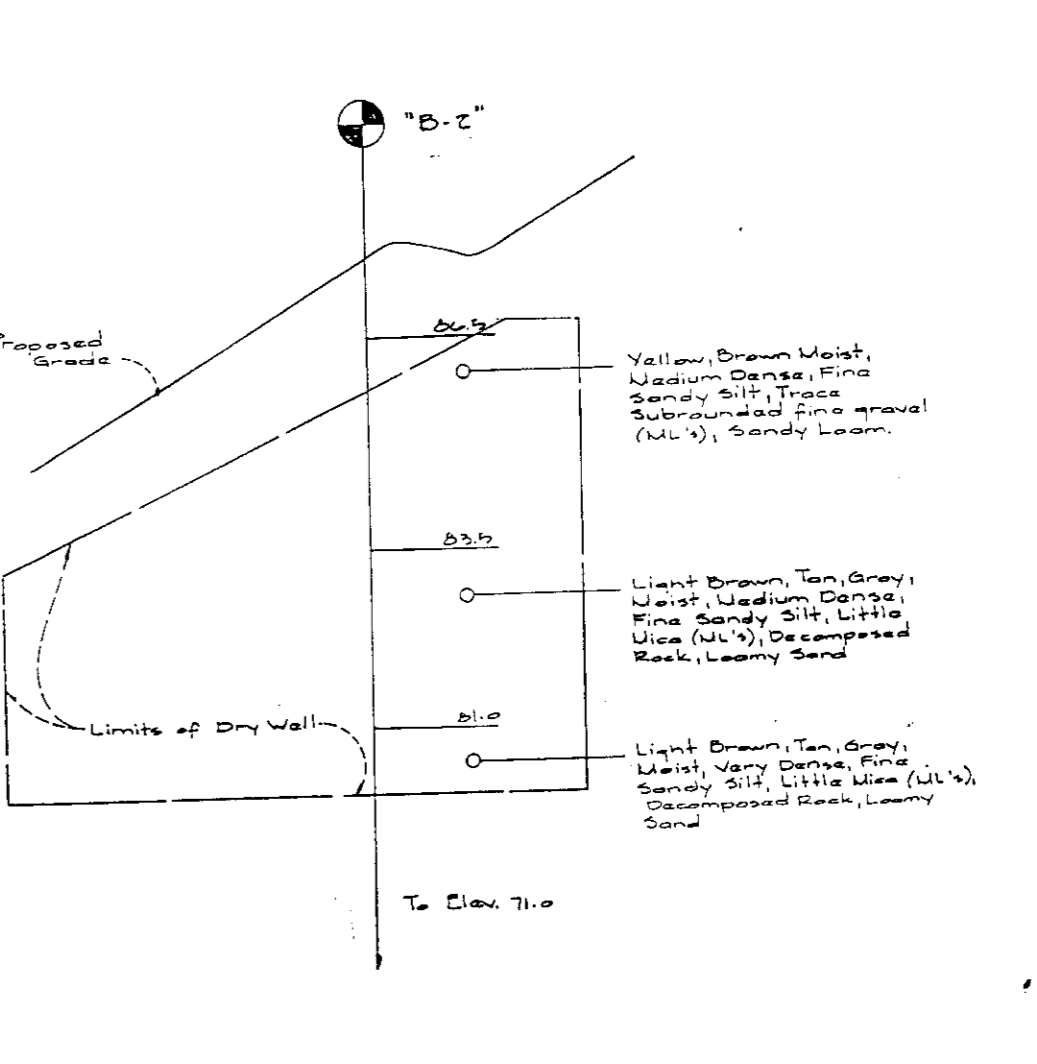 "B-2"
Proposed
Grade
86.5
Yellow, Brown Moist,
Medium Dense, Fine
Sandy Silt, Trace
Subrounded fine gravel
(ML's), Sandy Loam.
83.5
Light Brown, Tan, Gray,
Moist, Medium Dense,
Fine Sandy Silt, Little
Mica (ML's), Decomposed
Rock, Loamy Sand
81.0
Limits of Dry Well
Light Brown, Tan, Gray,
Moist, Very Dense, Fine
Sandy Silt, Little Mica (ML's),
Decomposed Rock, Loamy
Sand
To Elev. 71.0